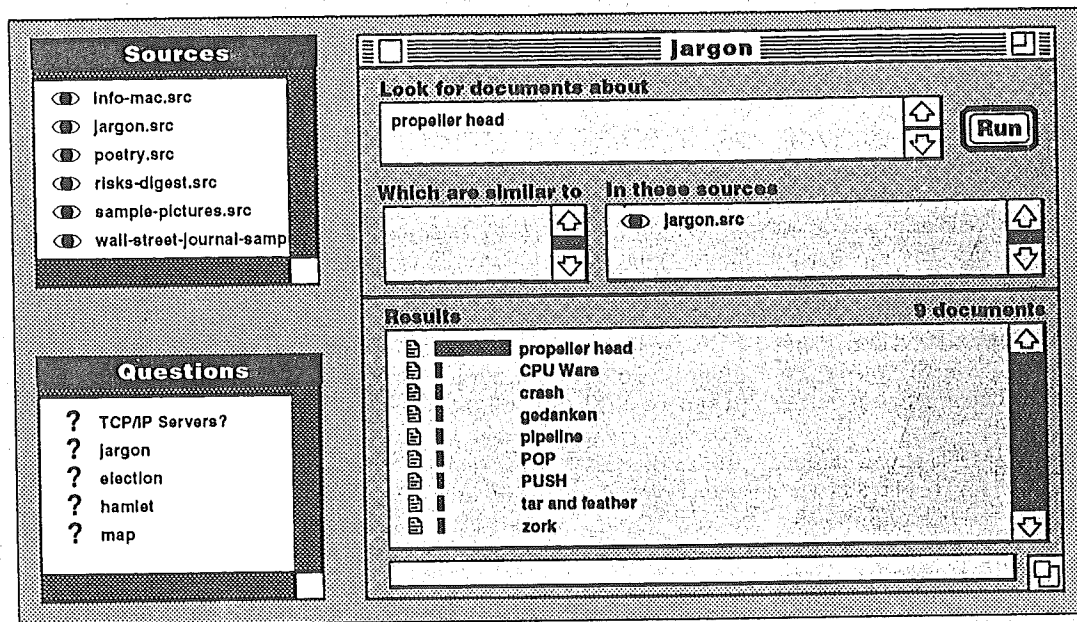 Sources
info-mac.src
jargon.src
poetry.src
risks-digest.src
sample-pictures.src
wall-street-journal-samp
Questions
? TCP/IP Servers?
? jargon
? election
? hamlet
? map
Jargon
Look for documents about
propeller head
Run
Which are similar to
In these sources
jargon.src
Results
9 documents
propeller head
CPU Wars
crash
gedanken
pipeline
POP
PUSH
tar and feather
zork